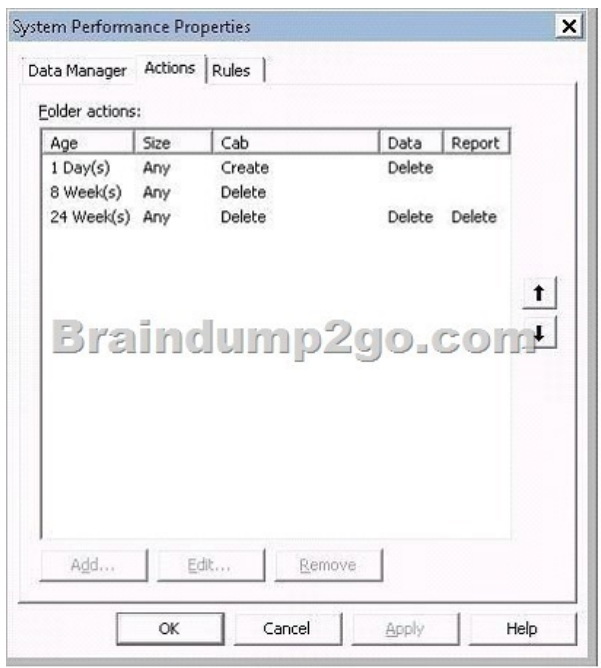 System Performance Properties
Data Manager Actions Rules
Folder actions:
Age Size Cab Data Report
1 Day(s) Any Create Delete
8 Week(s) Any Delete
24 Week(s) Any Delete Delete Delete
Braindump2go.com
Add... Edit... Remove
OK Cancel Apply Help